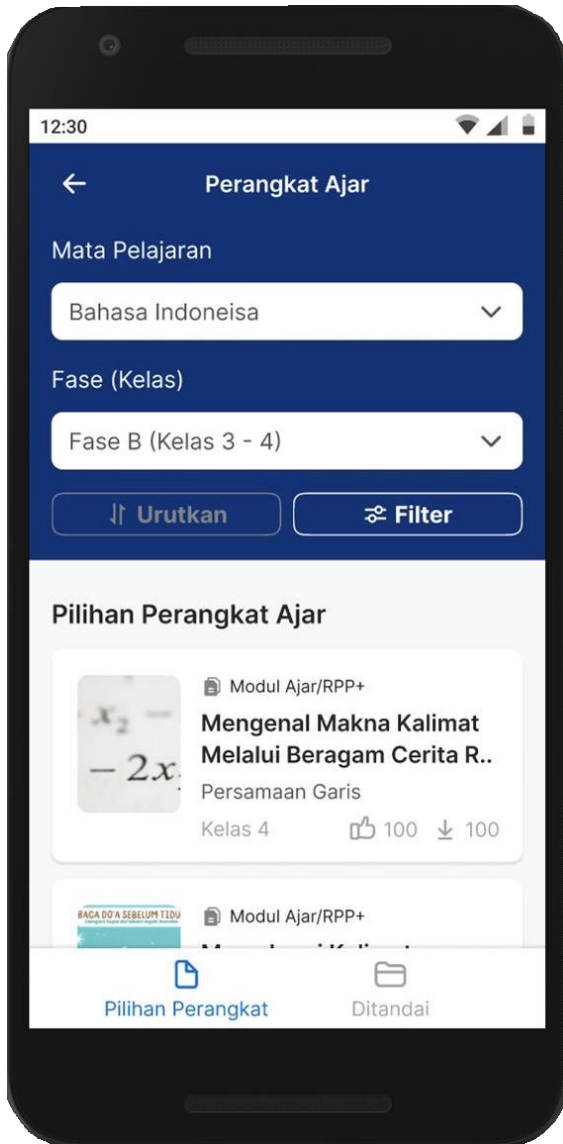 12:30
Perangkat Ajar
Mata Pelajaran
Bahasa Indoneisa
Fase (Kelas)
Fase B (Kelas 3 - 4)
Urutkan
Filter
Pilihan Perangkat Ajar
Modul Ajar/RPP+
x₂ −
− 2x
Mengenal Makna Kalimat
Melalui Beragam Cerita R..
Persamaan Garis
Kelas 4
100
100
BACA DO'A SEBELUM TIDU
Modul Ajar/RPP+
Pilihan Perangkat
Ditandai